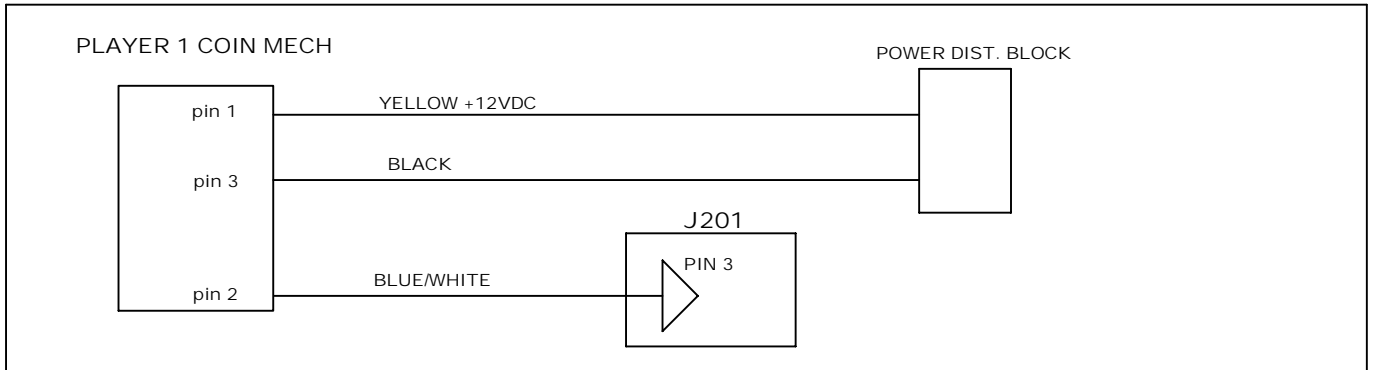 PLAYER 1 COIN MECH
POWER DIST. BLOCK
pin 1
YELLOW +12VDC
pin 3
BLACK
J201
PIN 3
pin 2
BLUE/WHITE